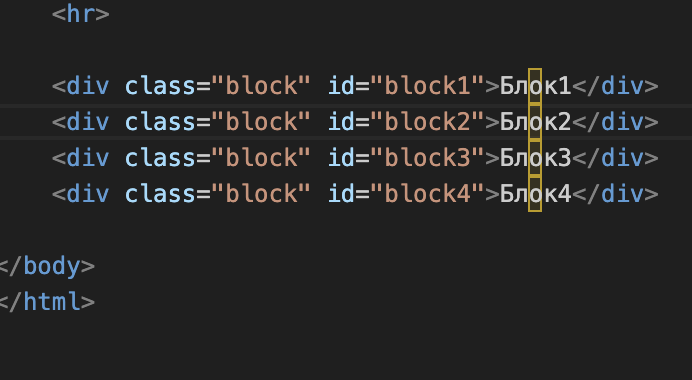 <hr>
<div class="block" id="block1">Блок1</div>
<div class="block" id="block2">Блок2</div>
<div class="block" id="block3">Блок3</div>
<div class="block" id="block4">Блок4</div>
</body>
</html>